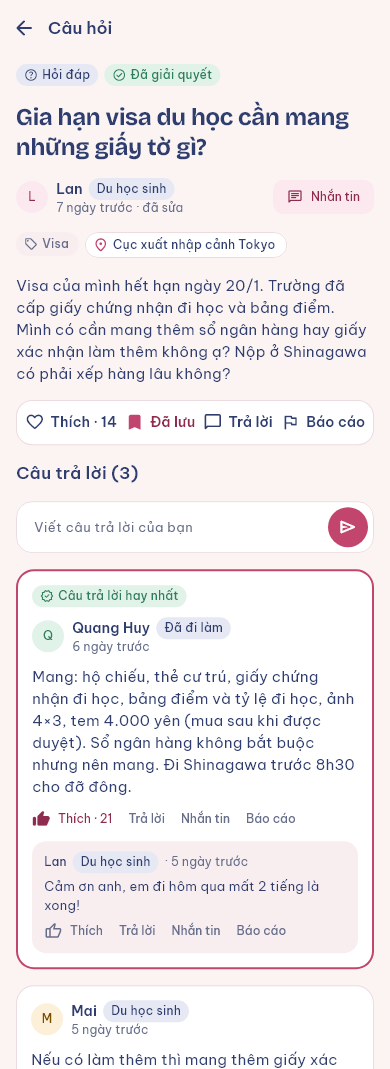 Câu hỏi
Hỏi đáp
Đã giải quyết
Gia hạn visa du học cần mang
những giấy tờ gì?
L
Lan
Du học sinh
7 ngày trước · đã sửa
Nhắn tin
Visa
Cục xuất nhập cảnh Tokyo
Visa của mình hết hạn ngày 20/1. Trường đã
cấp giấy chứng nhận đi học và bảng điểm.
Mình có cần mang thêm sổ ngân hàng hay giấy
xác nhận làm thêm không ạ? Nộp ở Shinagawa
có phải xếp hàng lâu không?
Thích · 14
Đã lưu
Trả lời
Báo cáo
Câu trả lời (3)
Viết câu trả lời của bạn
Câu trả lời hay nhất
Q
Quang Huy
Đã đi làm
6 ngày trước
Mang: hộ chiếu, thẻ cư trú, giấy chứng
nhận đi học, bảng điểm và tỷ lệ đi học, ảnh
4×3, tem 4.000 yên (mua sau khi được
duyệt). Sổ ngân hàng không bắt buộc
nhưng nên mang. Đi Shinagawa trước 8h30
cho đỡ đông.
Thích · 21
Trả lời
Nhắn tin
Báo cáo
Lan
Du học sinh
· 5 ngày trước
Cảm ơn anh, em đi hôm qua mất 2 tiếng là
xong!
Thích
Trả lời
Nhắn tin
Báo cáo
M
Mai
Du học sinh
5 ngày trước
Nếu có làm thêm thì mang thêm giấy xác